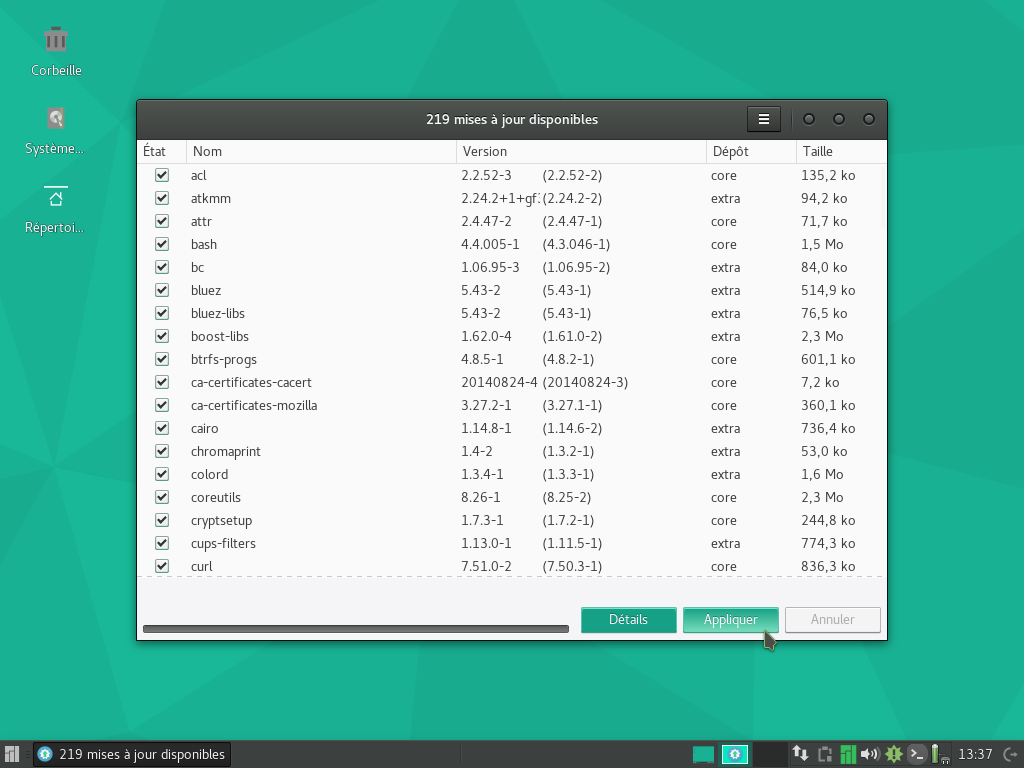 Corbeille
Système...
Répertoi...
219 mises à jour disponibles
État Nom Version Dépôt Taille
acl 2.2.52-3 (2.2.52-2) core 135,2 ko
atkmm 2.24.2+1+gf: (2.24.2-2) extra 94,2 ko
attr 2.4.47-2 (2.4.47-1) core 71,7 ko
bash 4.4.005-1 (4.3.046-1) core 1,5 Mo
bc 1.06.95-3 (1.06.95-2) extra 84,0 ko
bluez 5.43-2 (5.43-1) extra 514,9 ko
bluez-libs 5.43-2 (5.43-1) extra 76,5 ko
boost-libs 1.62.0-4 (1.61.0-2) extra 2,3 Mo
btrfs-progs 4.8.5-1 (4.8.2-1) core 601,1 ko
ca-certificates-cacert 20140824-4 (20140824-3) core 7,2 ko
ca-certificates-mozilla 3.27.2-1 (3.27.1-1) core 360,1 ko
cairo 1.14.8-1 (1.14.6-2) extra 736,4 ko
chromaprint 1.4-2 (1.3.2-1) extra 53,0 ko
colord 1.3.4-1 (1.3.3-1) extra 1,6 Mo
coreutils 8.26-1 (8.25-2) core 2,3 Mo
cryptsetup 1.7.3-1 (1.7.2-1) core 244,8 ko
cups-filters 1.13.0-1 (1.11.5-1) extra 774,3 ko
curl 7.51.0-2 (7.50.3-1) core 836,3 ko
Détails Appliquer Annuler
219 mises à jour disponibles 13:37